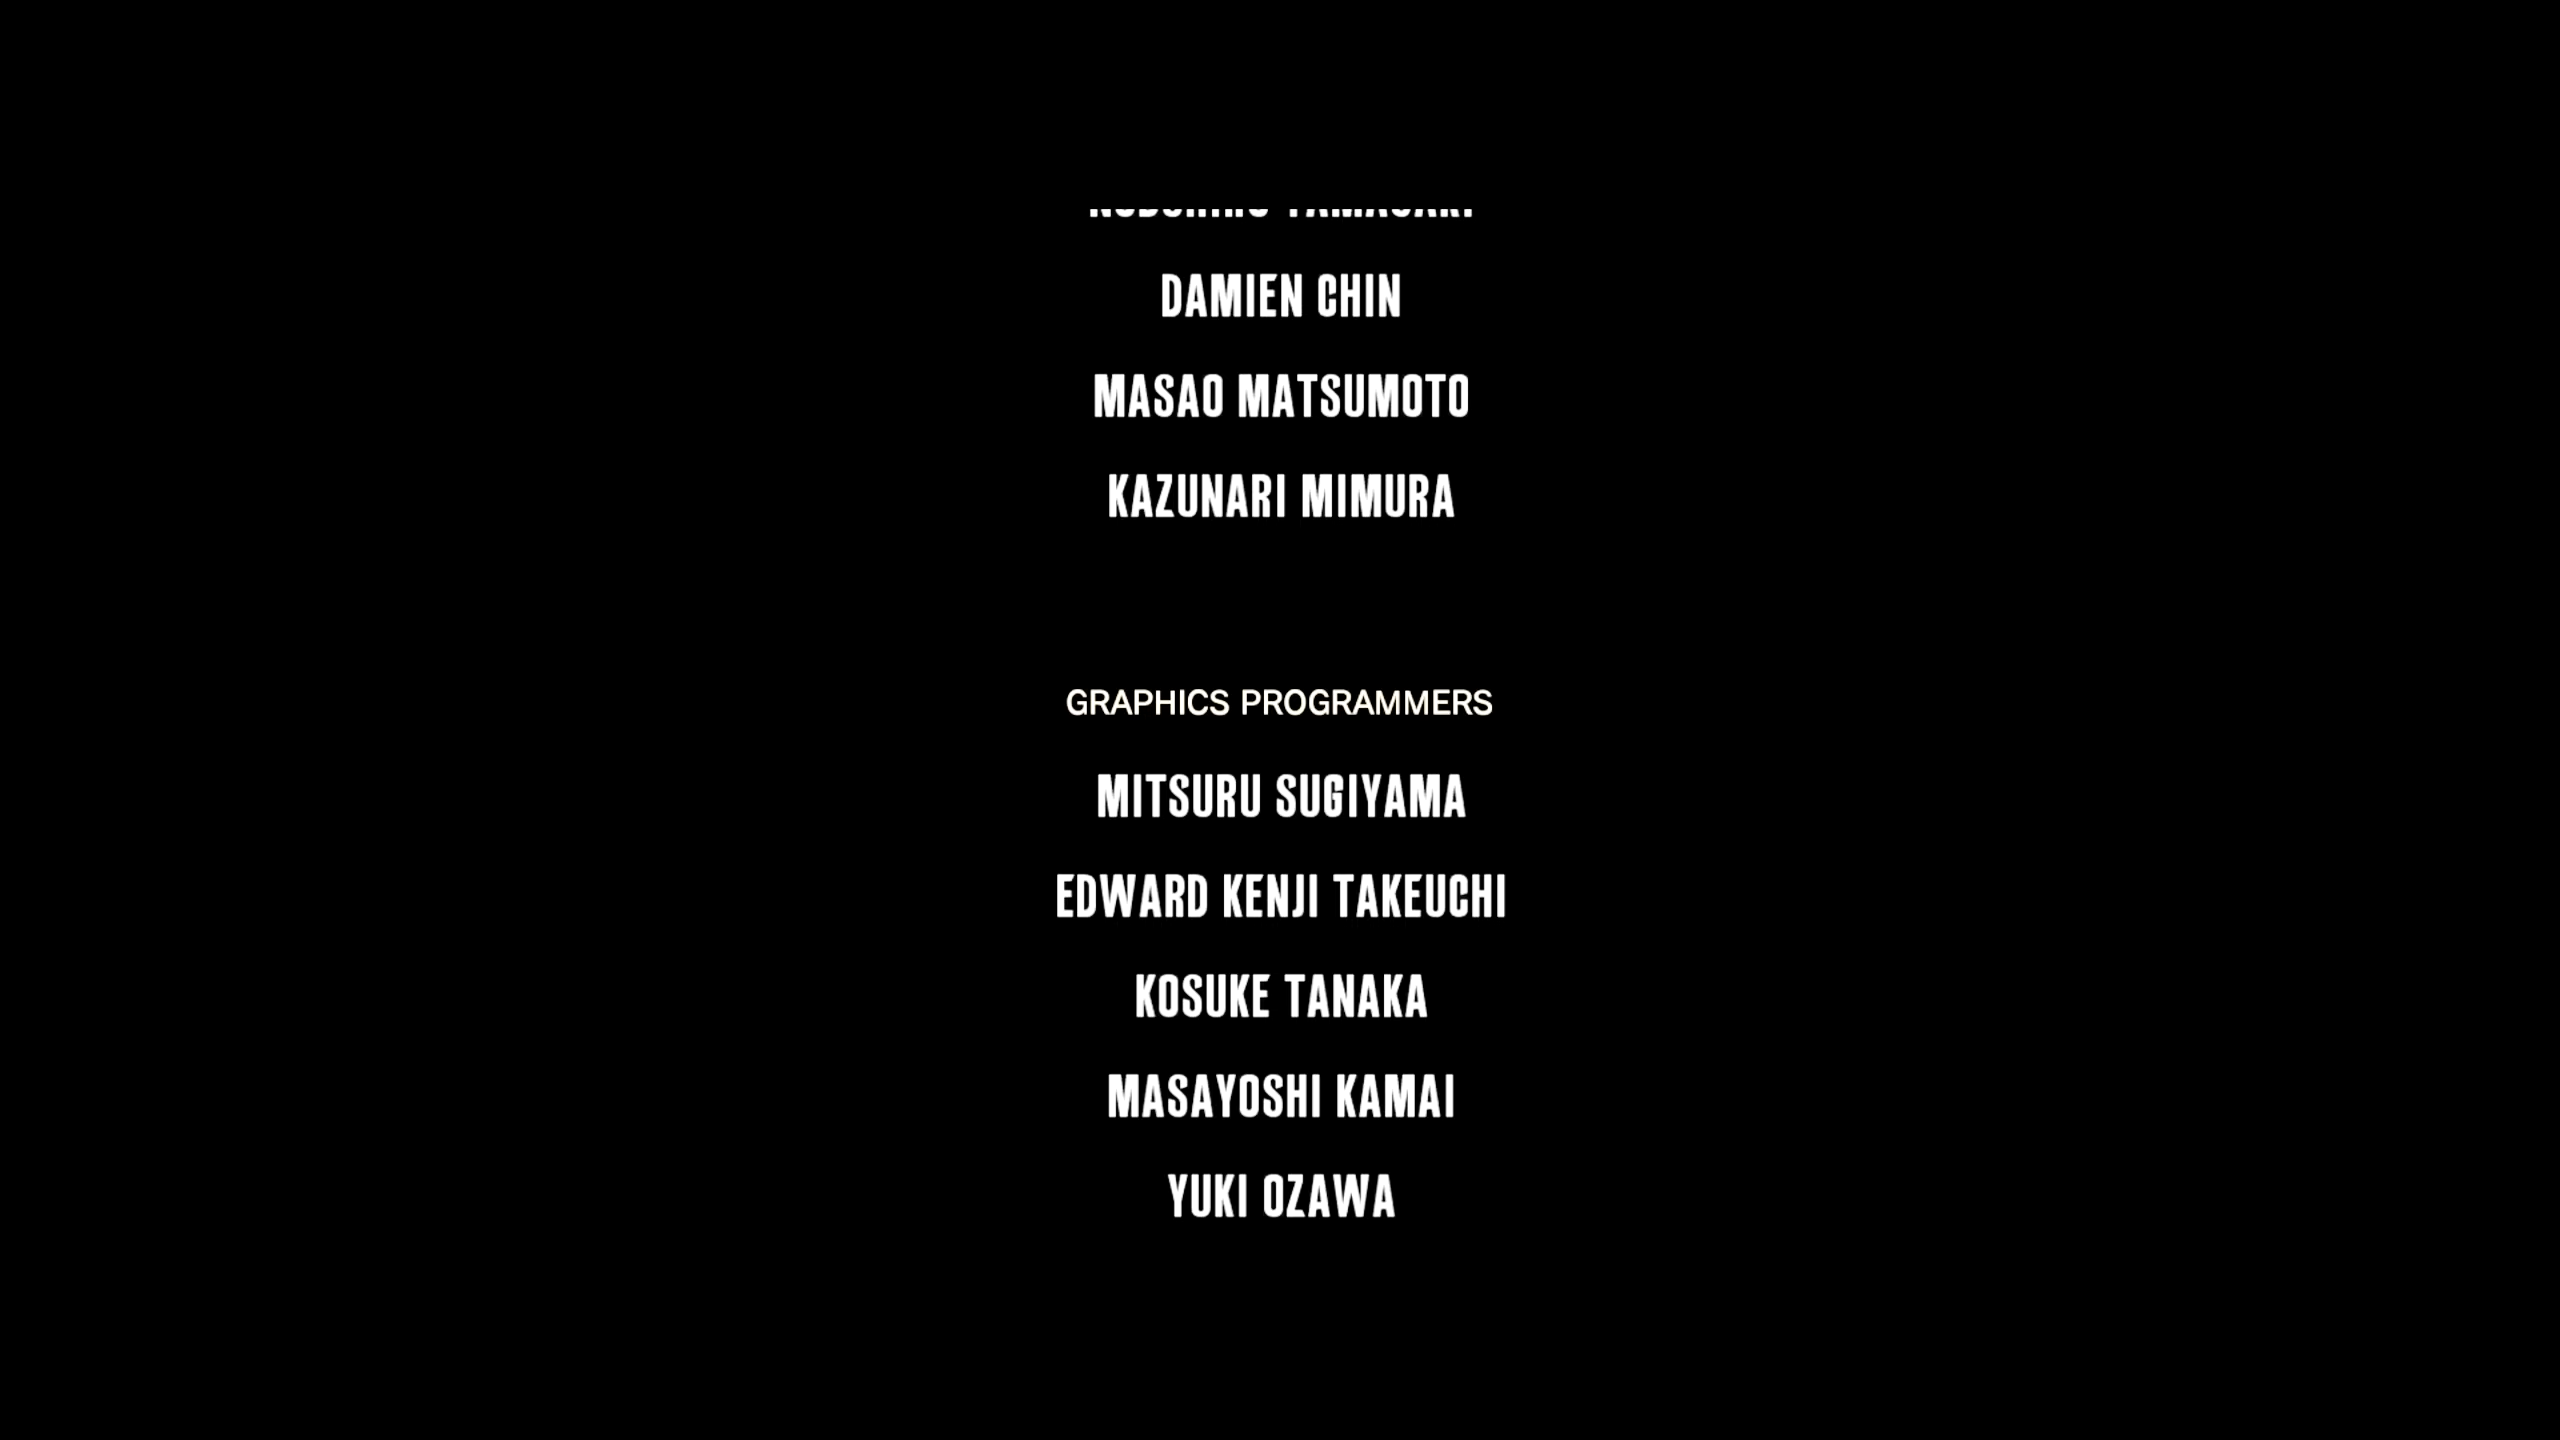 DAMIEN CHIN
MASAO MATSUMOTO
KAZUNARI MIMURA
GRAPHICS PROGRAMMERS
MITSURU SUGIYAMA
EDWARD KENJI TAKEUCHI
KOSUKE TANAKA
MASAYOSHI KAMAI
YUKI OZAWA